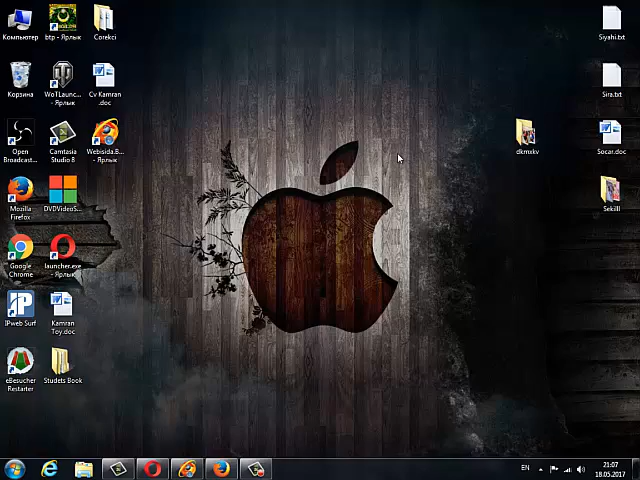 Компьютер
btp - Ярлык
Corekci
Siyahi.txt
Корзина
WoTLaunc...
- Ярлык
Cv Kamran
.doc
Sira.txt
Open
Broadcast...
Camtasia
Studio 8
Webisida.B...
- Ярлык
dkmxkv
Socar.doc
Mozilla
Firefox
DVDVideoS...
Sekilll
Google
Chrome
launcher.exe
- Ярлык
IPweb Surf
Kamran
Toy.doc
eBesucher
Restarter
Studets Book
EN
21:07
18.05.2017